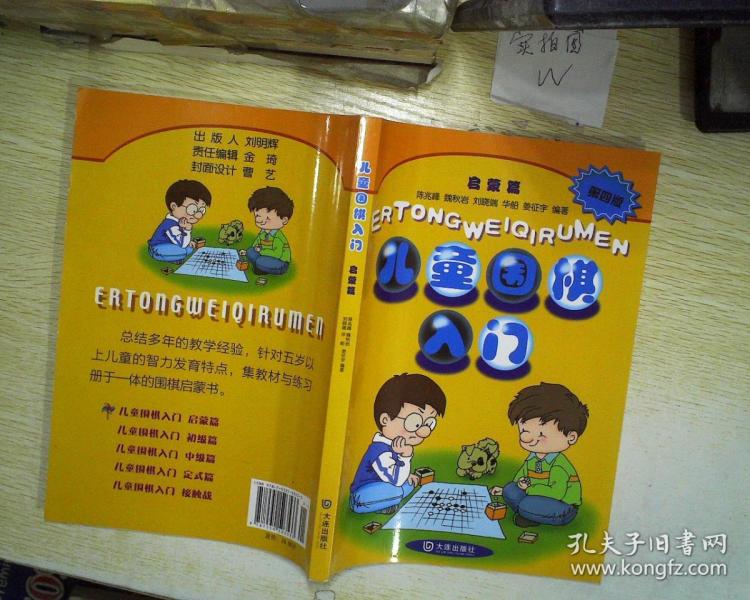 实拍图
W
出版人 刘明辉
责任编辑 金琦
封面设计 曹艺
ERTONGWEIQIRUMEN
总结多年的教学经验，针对五岁以
上儿童的智力发育特点，集教材与练习
册于一体的围棋启蒙书。
儿童围棋入门 启蒙篇
儿童围棋入门 初级篇
儿童围棋入门 中级篇
儿童围棋入门 定式篇
儿童围棋入门 接触战
儿童围棋入门
启蒙篇
大连出版社
启蒙篇
陈兆峰 魏秋岩 刘晓端 华船 姜征宇 编著
第四版
ERTONGWEIQIRUMEN
儿童围棋
入门
大连出版社
孔夫子旧书网
www.kongfz.com